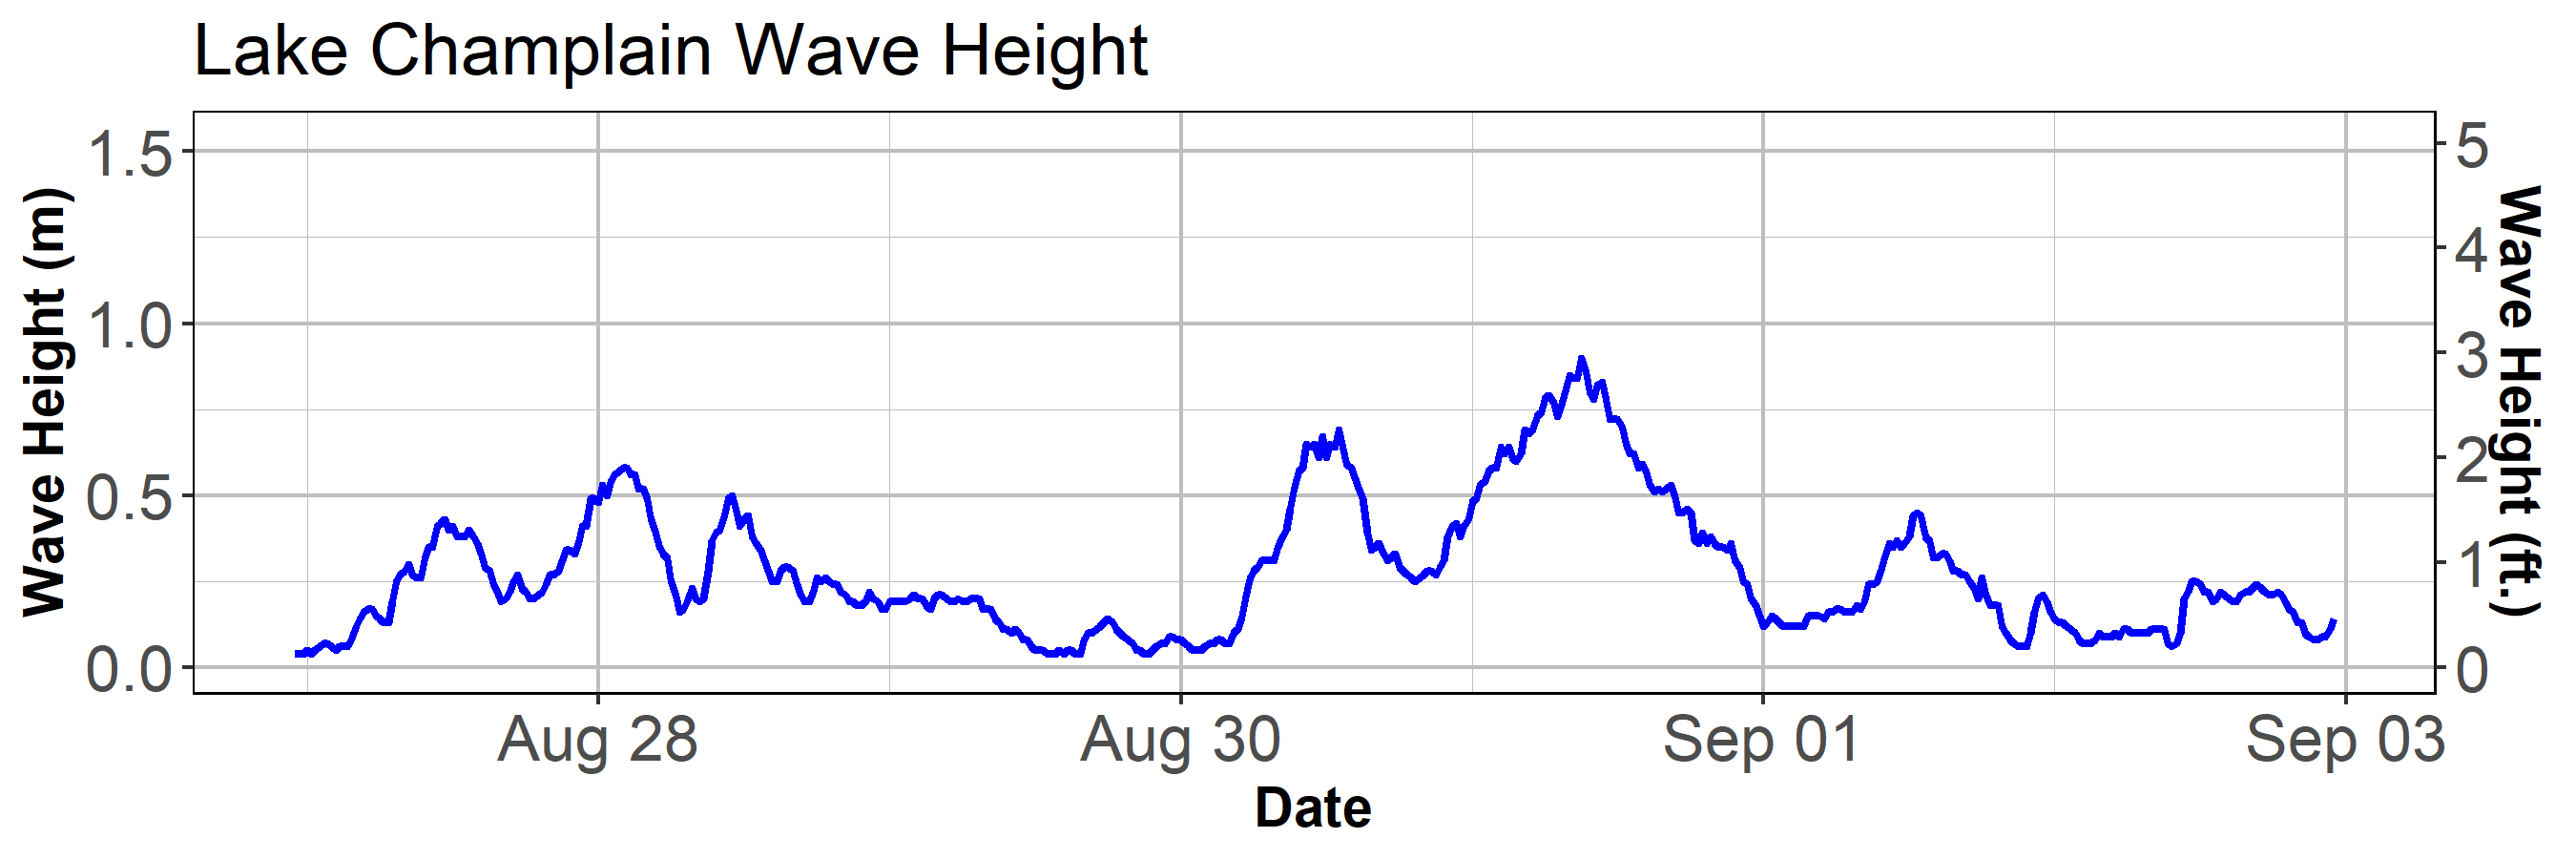 Lake Champlain Wave Height
Wave Height (m)
1.5
1.0
0.5
0.0
5
4
3
2
1
0
Wave Height (ft.)
Aug 28
Aug 30
Sep 01
Sep 03
Date